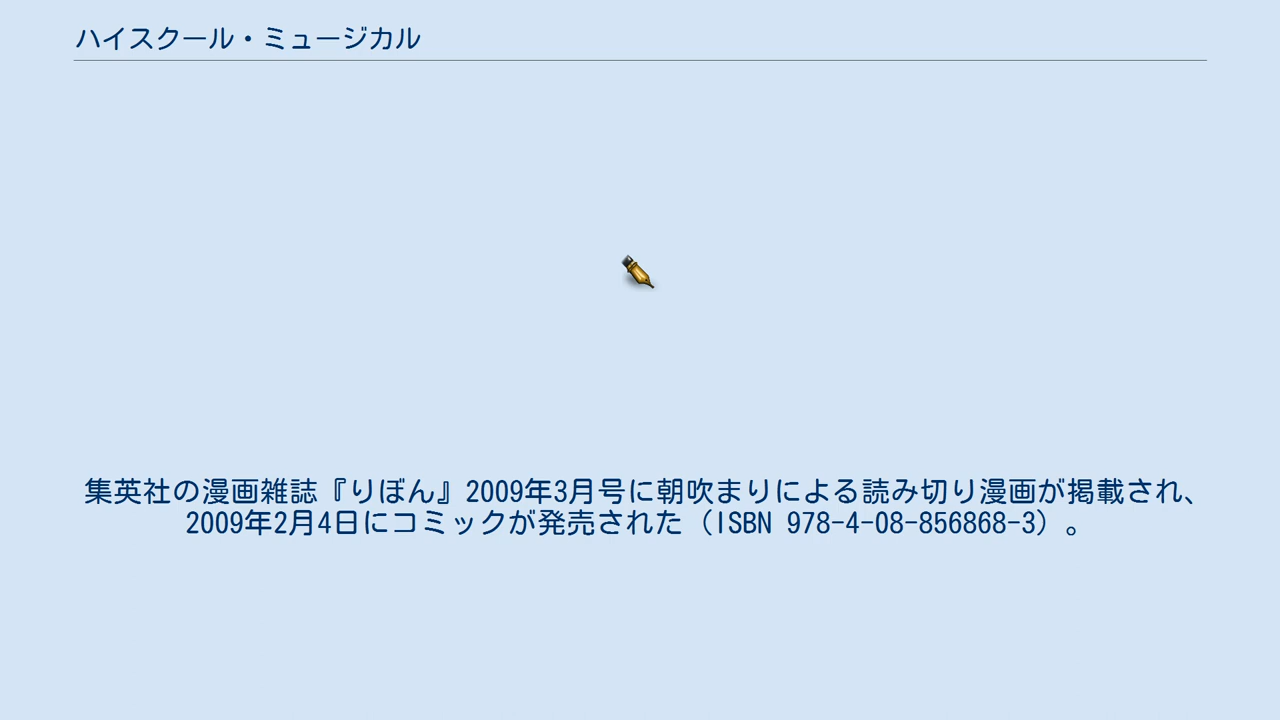 ハイスクール・ミュージカル
集英社の漫画雑誌『りぼん』2009年3月号に朝吹まりによる読み切り漫画が掲載され、
2009年2月4日にコミックが発売された（ISBN 978-4-08-856868-3）。